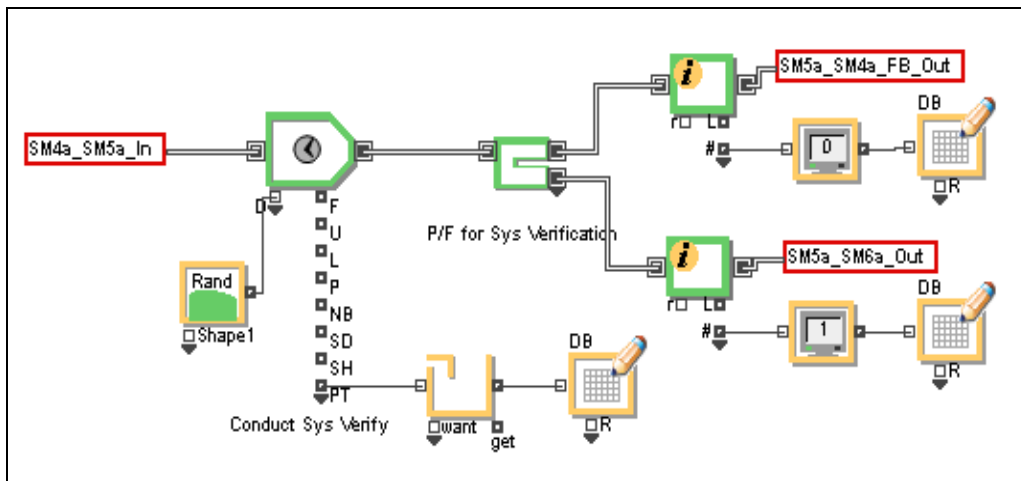 SM5a_SM4a_FB_Out
i
r L
DB
#
0
R
SM4a_SM5a_In
D
F
U
L
P
NB
SD
SH
PT
P/F for Sys Verification
Rand
Shape1
i
r L
SM5a_SM6a_Out
DB
#
1
R
DB
Conduct Sys Verify
want
get
R